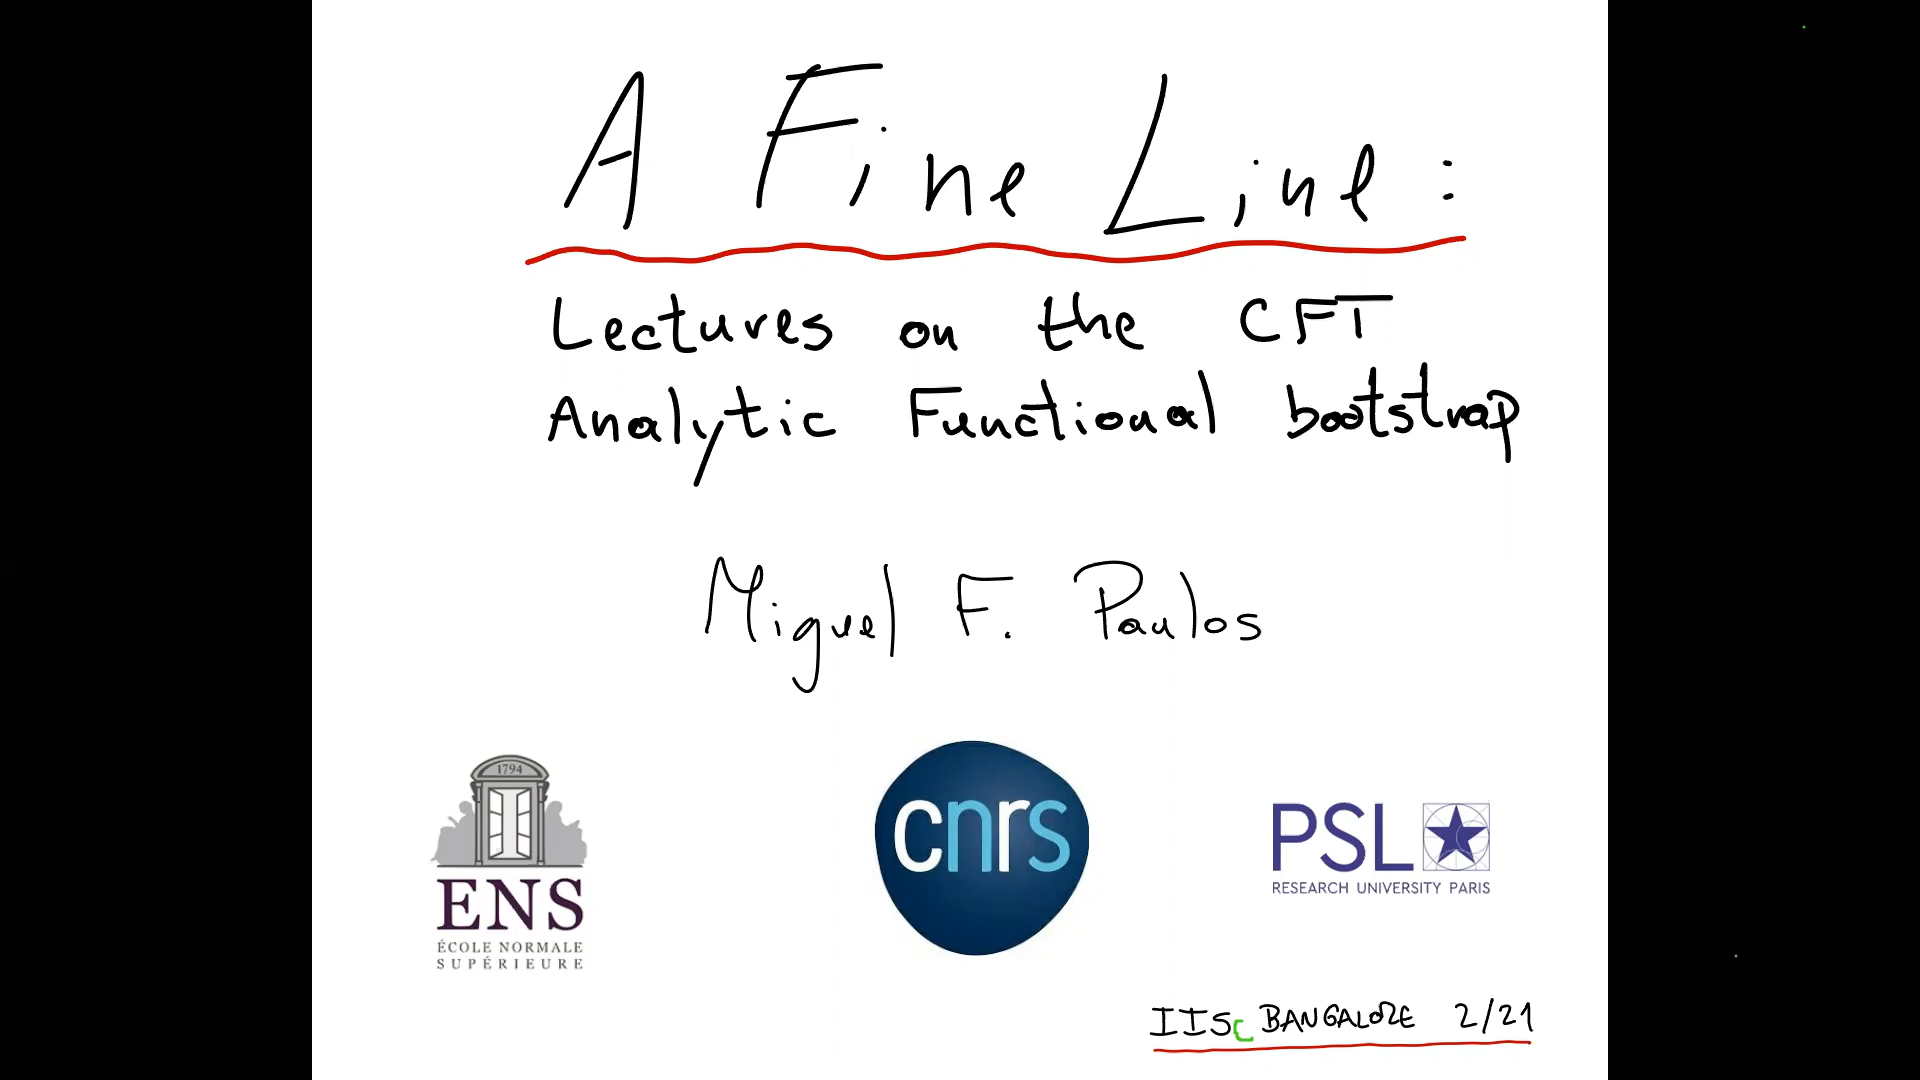 A Fine Line:
Lectures on the CFT
Analytic Functional bootstrap
Miguel F. Paulos
1794
ENS
ÉCOLE NORMALE
SUPÉRIEURE
cnrs
PSL
RESEARCH UNIVERSITY PARIS
IISc BANGALORE 2/21